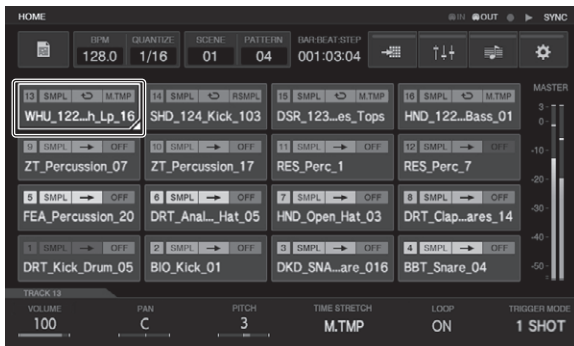 HOME IN OUT SYNC
BPM QUANTIZE SCENE PATTERN BAR:BEAT:STEP
128.0 1/16 01 04 001:03:04
MASTER
13 SMPL M.TMP 14 SMPL RSMPL 15 SMPL M.TMP 16 SMPL M.TMP
WHU_122...h_Lp_16 SHD_124_Kick_103 DSR_123...es_Tops HND_122...Bass_01
9 SMPL OFF 10 SMPL OFF 11 SMPL OFF 12 SMPL OFF
ZT_Percussion_07 ZT_Percussion_17 RES_Perc_1 RES_Perc_7
5 SMPL OFF 6 SMPL OFF 7 SMPL OFF 8 SMPL OFF
FEA_Percussion_20 DRT_Anal..._Hat_05 HND_Open_Hat_03 DRT_Clap...ares_14
1 SMPL OFF 2 SMPL OFF 3 SMPL OFF 4 SMPL OFF
DRT_Kick_Drum_05 BIO_Kick_01 DKD_SNA...are_016 BBT_Snare_04
3
0
-10
-20
-30
-40
-50
TRACK 13
VOLUME PAN PITCH TIME STRETCH LOOP TRIGGER MODE
100 C 3 M.TMP ON 1 SHOT